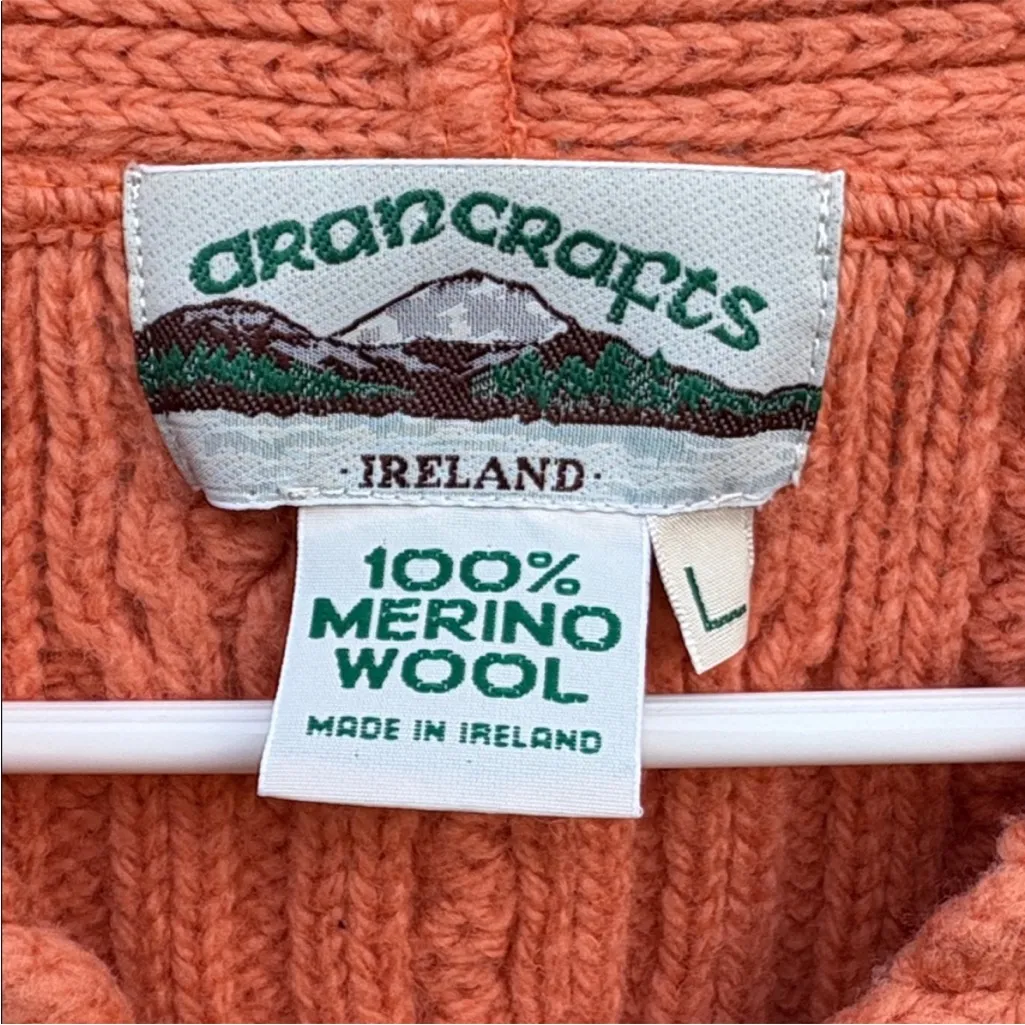 arancrafts
·IRELAND·
100%
MERINO
WOOL
MADE IN IRELAND
L